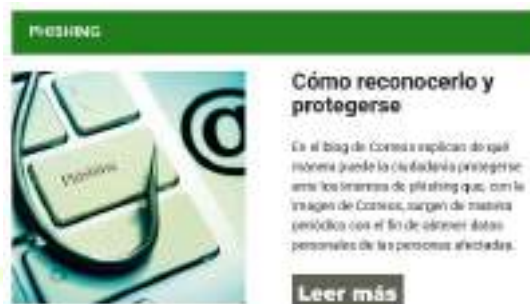 PHISHING
Phishing
@
Cómo reconocerlo y
protegerse
En el blog de Correos explican de qué
manera puede la ciudadanía protegerse
ante los intentos de phishing que, con la
imagen de Correos, surgen de manera
periódica con el fin de obtener datos
personales de las personas afectadas.
Leer más